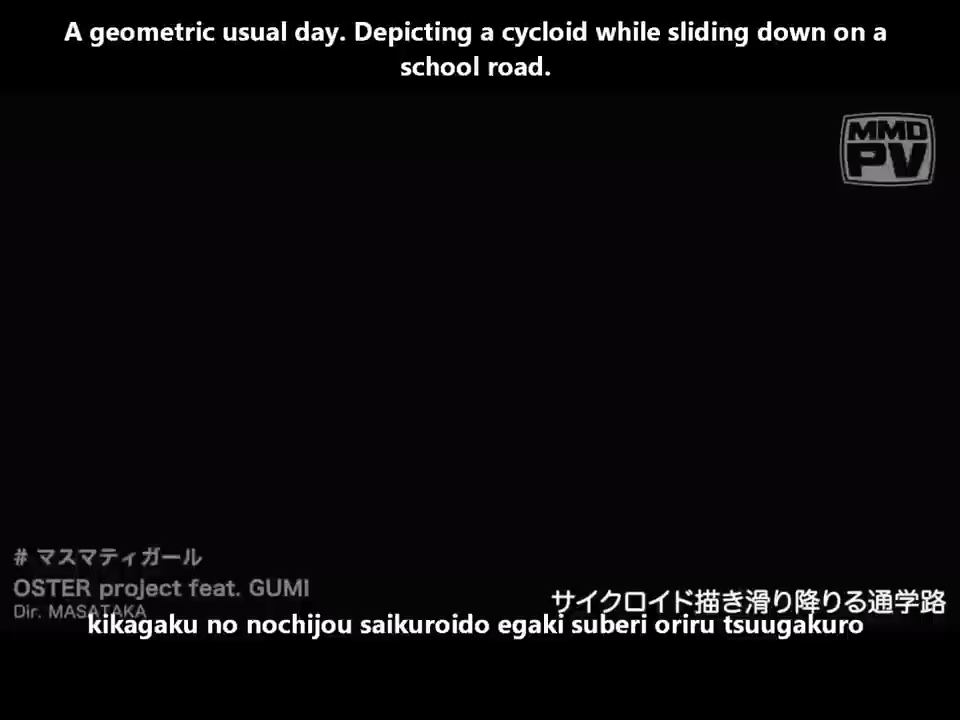 A geometric usual day. Depicting a cycloid while sliding down on a
school road.
MMD
PV
# マスマティガール
OSTER project feat. GUMI
Dir. MASATAKA
サイクロイド描き滑り降りる通学路
kikagaku no nochijou saikuroido egaki suberi oriru tsuugakuro